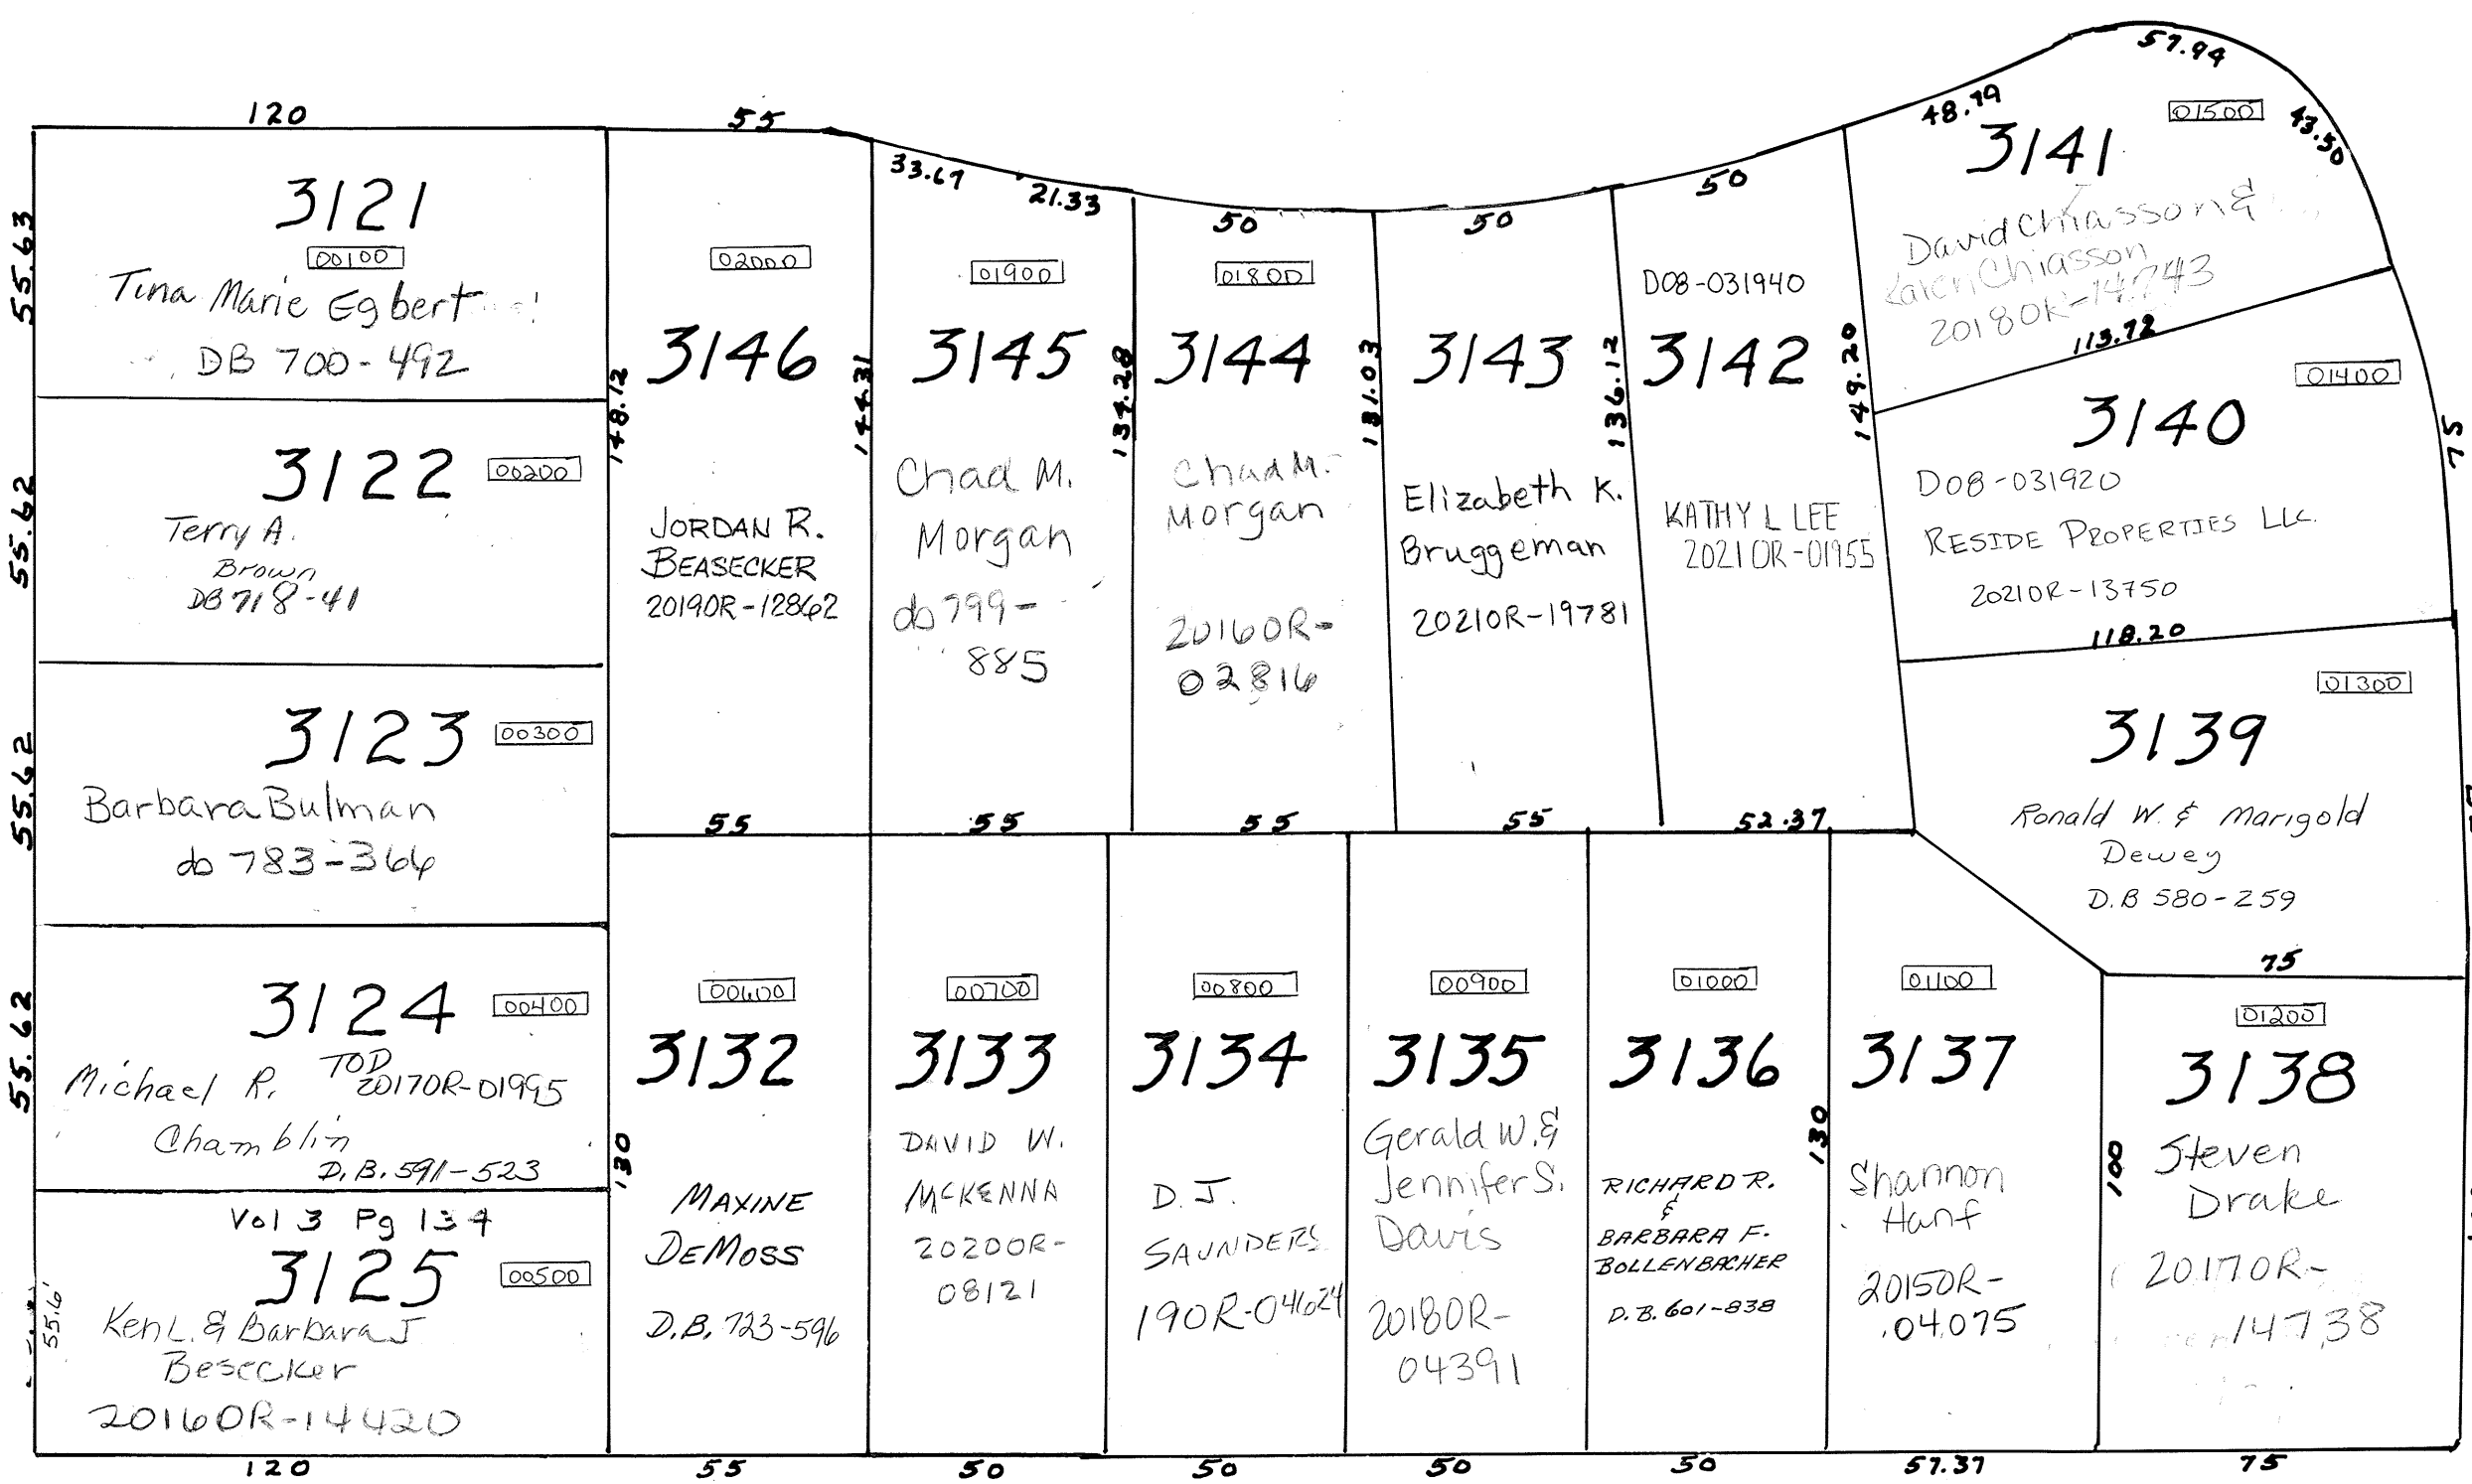 120
55.63
3121
00100
Tina Marie Egbert
DB 700-492
55.62
3122
00200
Terry A.
Brown
DB 718-41
55.62
3123
00300
Barbara Bulman
db 783-366
55.62
3124
00400
Michael R. TOD
20170R-01995
Chamblin
D.B. 591-523
Vol 3 Pg 134
3125
00500
55.6'
Ken L. & Barbara J
Besecker
20160R-14420
120
55
02000
3146
148.12
144.31
JORDAN R.
BEASECKER
20190R-12862
55
33.67
21.33
01900
3145
134.28
Chad M.
Morgan
db 799-
885
55
50
01800
3144
131.03
Chad M.
Morgan
20160R-
02816
55
50
3143
136.12
Elizabeth K.
Bruggeman
20210R-19781
55
50
D08-031940
3142
149.20
KATHY L LEE
20210R-01955
52.37
48.79
57.94
43.50
01500
3141
David Chiasson &
Karen Chiasson
20180R-14743
113.72
01400
3140
75
D08-031920
RESIDE PROPERTIES LLC.
20210R-13750
118.20
01300
3139
Ronald W. & Marigold
Dewey
D.B 580-259
75
00600
3132
130
MAXINE
DEMOSS
D.B. 723-596
55
00700
3133
DAVID W.
MCKENNA
20200R-
08121
50
00800
3134
D. J.
SAUNDERS
190R-04624
50
00900
3135
Gerald W. &
Jennifer S.
Davis
20180R-
04391
50
01000
3136
130
RICHARD R.
&
BARBARA F.
BOLLENBACHER
D.B. 601-838
50
01100
3137
Shannon
Hanf
20150R-
04075
57.37
01200
3138
100
Steven
Drake
20170R-
14738
75